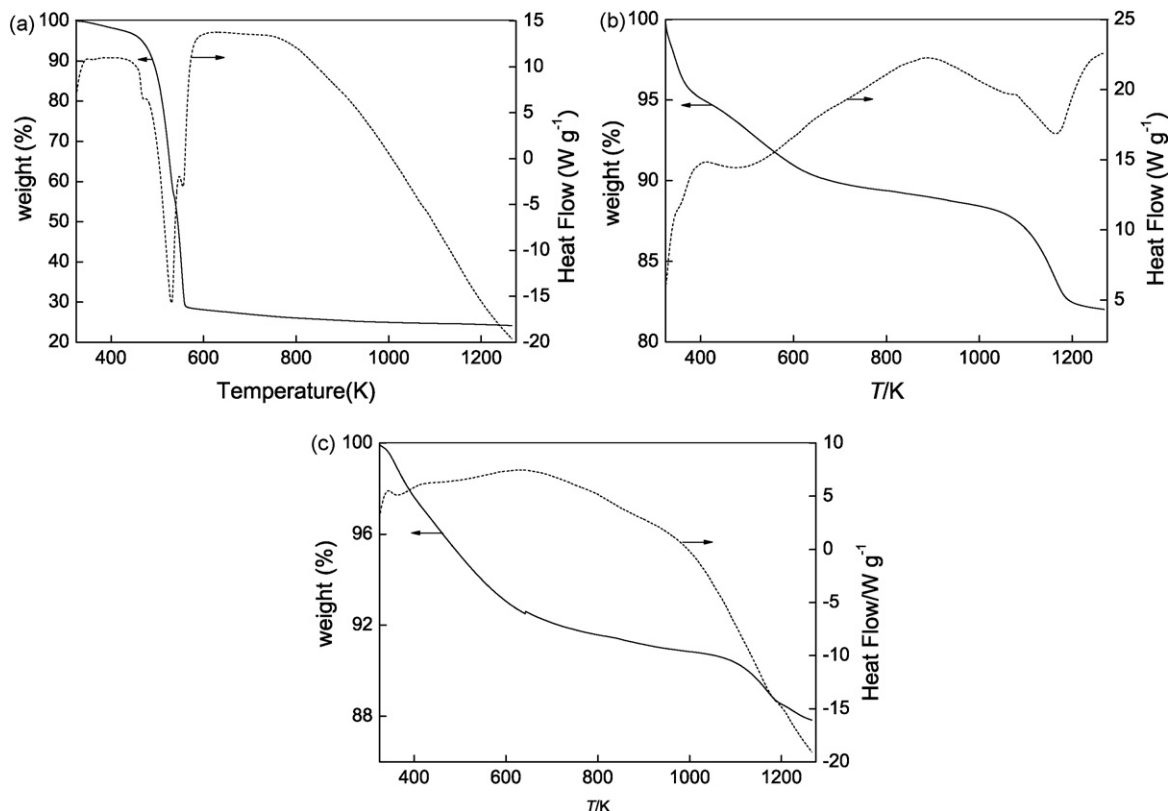 (a)
100
90
80
70
60
50
40
30
20
weight (%)
15
10
5
0
-5
-10
-15
-20
Heat Flow (W g-1)
400 600 800 1000 1200
Temperature(K)
(b)
100
95
90
85
80
weight (%)
25
20
15
10
5
Heat Flow (W g-1)
400 600 800 1000 1200
T/K
(c)
100
96
92
88
weight (%)
10
5
0
-5
-10
-15
-20
Heat Flow/W g-1
400 600 800 1000 1200
T/K